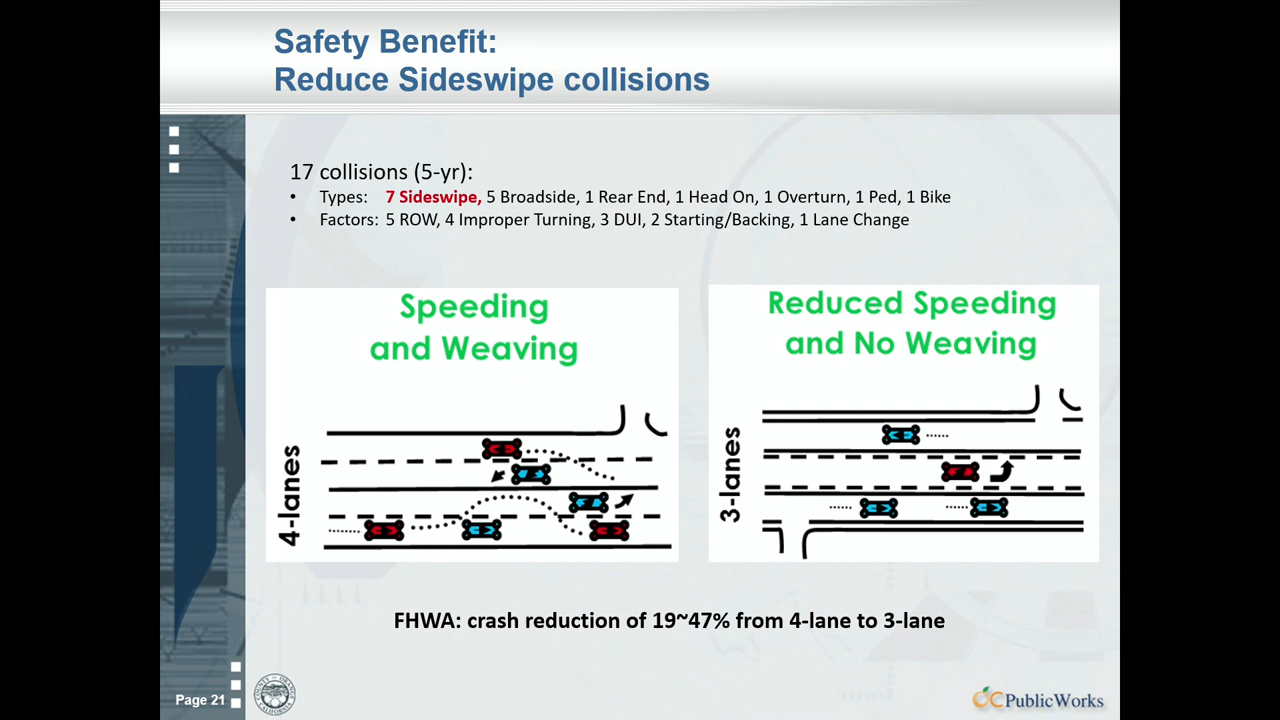 Safety Benefit:
Reduce Sideswipe collisions
17 collisions (5-yr):
• Types: 7 Sideswipe, 5 Broadside, 1 Rear End, 1 Head On, 1 Overturn, 1 Ped, 1 Bike
• Factors: 5 ROW, 4 Improper Turning, 3 DUI, 2 Starting/Backing, 1 Lane Change
Speeding
and Weaving
4-lanes
Reduced Speeding
and No Weaving
3-lanes
FHWA: crash reduction of 19~47% from 4-lane to 3-lane
Page 21
OCPublicWorks